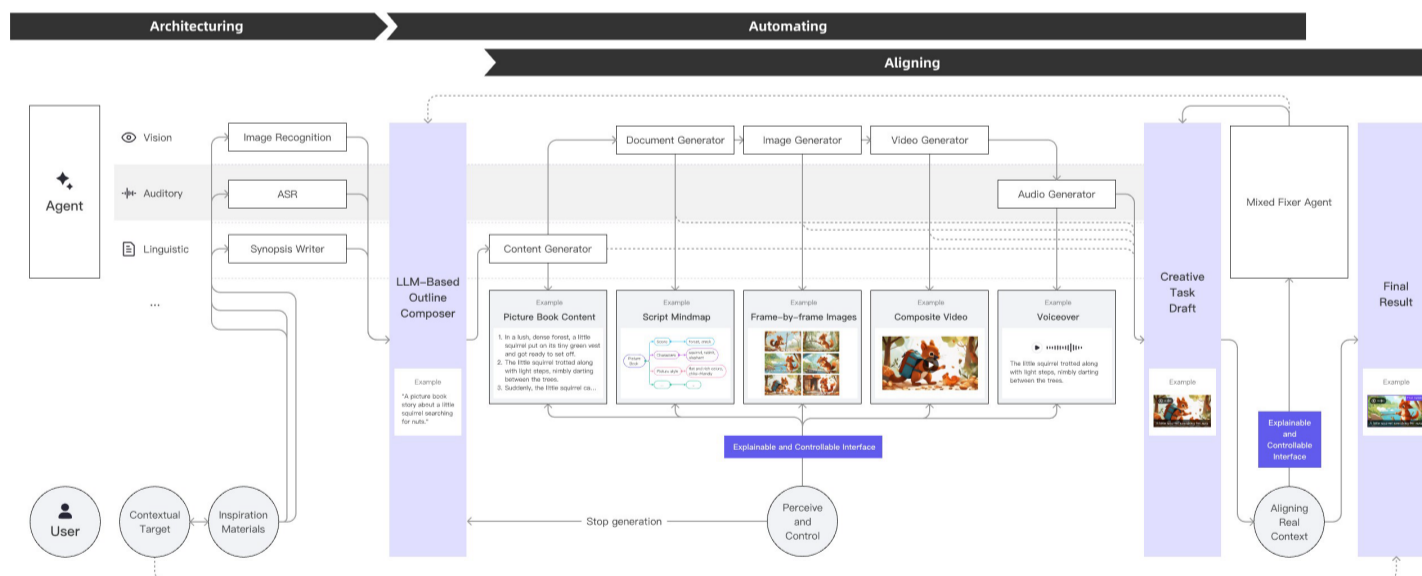 Architecturing
Automating
Aligning
Agent
Vision
Auditory
Linguistic
...
Image Recognition
ASR
Synopsis Writer
LLM-Based
Outline
Composer
Example
"A picture book
story about a little
squirrel searching
for nuts."
Document Generator
Image Generator
Video Generator
Audio Generator
Content Generator
Example
Picture Book Content
1. In a lush, dense forest, a little
squirrel put on its tiny green vest
and got ready to set off.
2. The little squirrel trotted along
with light steps, nimbly darting
between the trees.
3. Suddenly, the little squirrel ca...
Example
Script Mindmap
Example
Frame-by-frame Images
Example
Composite Video
Example
Voiceover
The little squirrel trotted along
with light steps, nimbly darting
between the trees.
Explainable and Controllable Interface
Perceive
and
Control
Stop generation
Creative
Task
Draft
Example
Mixed Fixer Agent
Explainable
and
Controllable
Interface
Aligning
Real
Context
Final
Result
Example
User
Contextual
Target
Inspiration
Materials